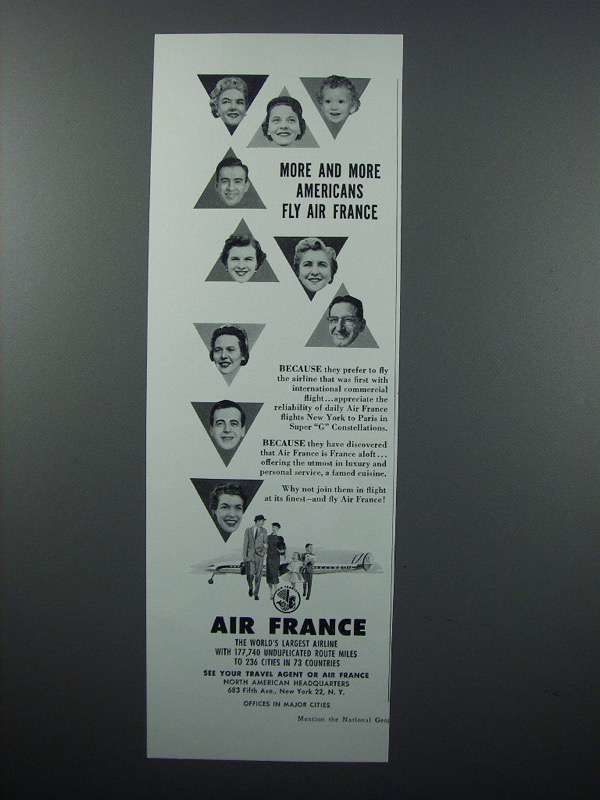 MORE AND MORE
AMERICANS
FLY AIR FRANCE
BECAUSE they prefer to fly
the airline that was first with
international commercial
flight...appreciate the
reliability of daily Air France
flights New York to Paris in
Super "G" Constellations.
BECAUSE they have discovered
that Air France is France aloft...
offering the utmost in luxury and
personal service, a famed cuisine.
Why not join them in flight
at its finest—and fly Air France!
AIR FRANCE
THE WORLD'S LARGEST AIRLINE
WITH 177,740 UNDUPLICATED ROUTE MILES
TO 236 CITIES IN 73 COUNTRIES
SEE YOUR TRAVEL AGENT OR AIR FRANCE
NORTH AMERICAN HEADQUARTERS
683 Fifth Ave., New York 22, N. Y.
OFFICES IN MAJOR CITIES
Mention the National Geog